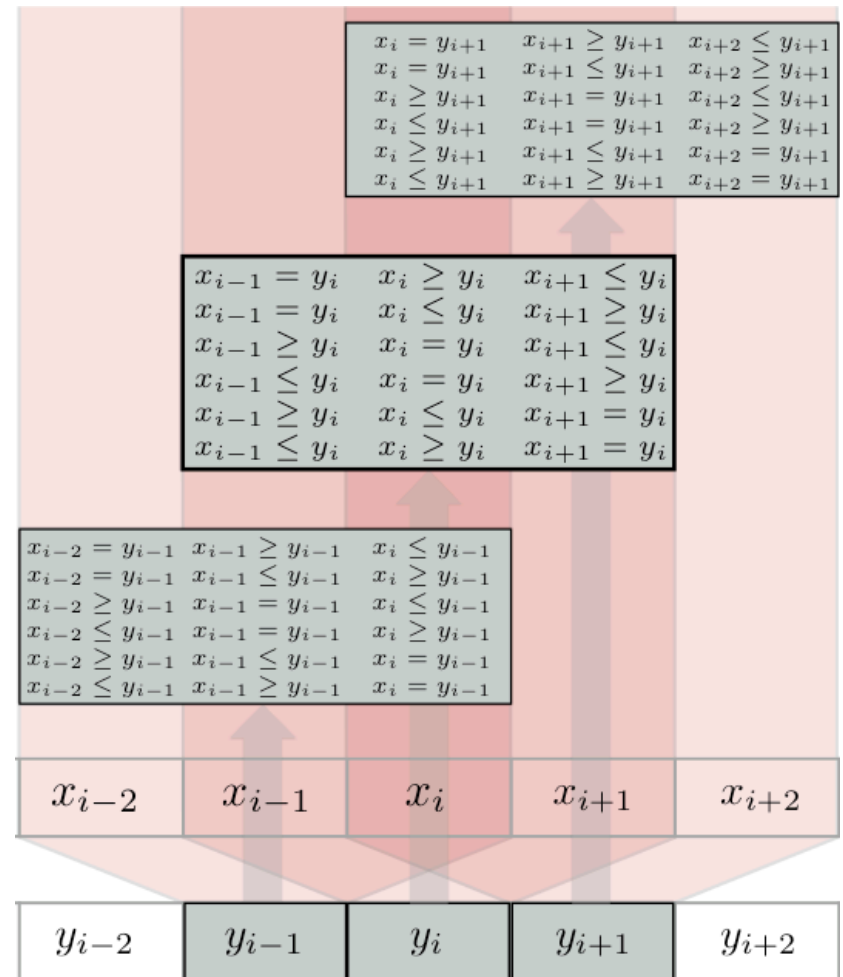 x_i = y_{i+1} x_{i+1} ≥ y_{i+1} x_{i+2} ≤ y_{i+1}
x_i = y_{i+1} x_{i+1} ≤ y_{i+1} x_{i+2} ≥ y_{i+1}
x_i ≥ y_{i+1} x_{i+1} = y_{i+1} x_{i+2} ≤ y_{i+1}
x_i ≤ y_{i+1} x_{i+1} = y_{i+1} x_{i+2} ≥ y_{i+1}
x_i ≥ y_{i+1} x_{i+1} ≤ y_{i+1} x_{i+2} = y_{i+1}
x_i ≤ y_{i+1} x_{i+1} ≥ y_{i+1} x_{i+2} = y_{i+1}
x_{i-1} = y_i x_i ≥ y_i x_{i+1} ≤ y_i
x_{i-1} = y_i x_i ≤ y_i x_{i+1} ≥ y_i
x_{i-1} ≥ y_i x_i = y_i x_{i+1} ≤ y_i
x_{i-1} ≤ y_i x_i = y_i x_{i+1} ≥ y_i
x_{i-1} ≥ y_i x_i ≤ y_i x_{i+1} = y_i
x_{i-1} ≤ y_i x_i ≥ y_i x_{i+1} = y_i
x_{i-2} = y_{i-1} x_{i-1} ≥ y_{i-1} x_i ≤ y_{i-1}
x_{i-2} = y_{i-1} x_{i-1} ≤ y_{i-1} x_i ≥ y_{i-1}
x_{i-2} ≥ y_{i-1} x_{i-1} = y_{i-1} x_i ≤ y_{i-1}
x_{i-2} ≤ y_{i-1} x_{i-1} = y_{i-1} x_i ≥ y_{i-1}
x_{i-2} ≥ y_{i-1} x_{i-1} ≤ y_{i-1} x_i = y_{i-1}
x_{i-2} ≤ y_{i-1} x_{i-1} ≥ y_{i-1} x_i = y_{i-1}
x_{i-2} x_{i-1} x_i x_{i+1} x_{i+2}
y_{i-2} y_{i-1} y_i y_{i+1} y_{i+2}